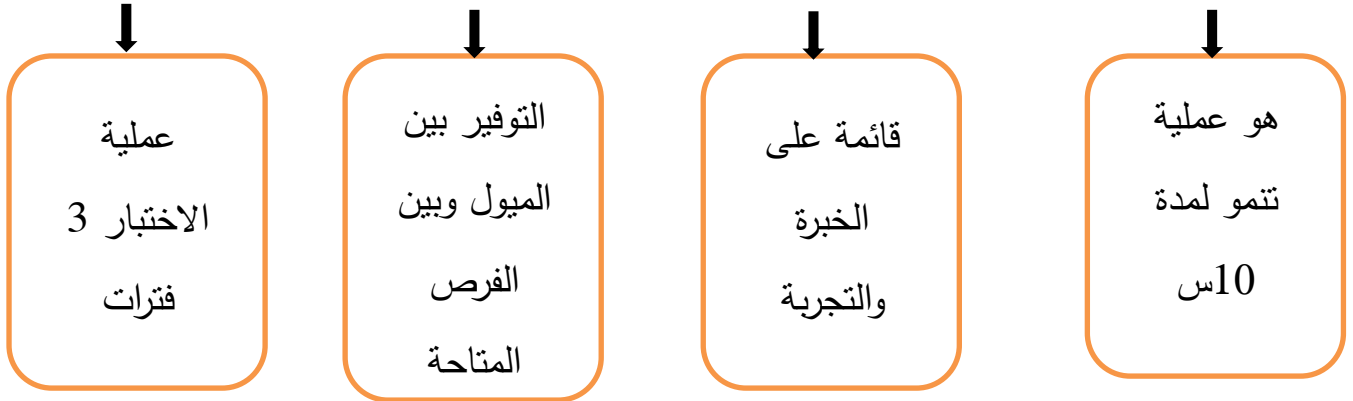 هو عملية
تنمو لمدة
10س
قائمة على
الخبرة
والتجربة
التوفير بين
الميول وبين
الفرص
المتاحة
عملية
الاختبار 3
فترات